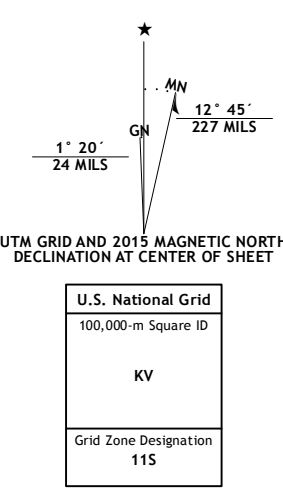 ★
MN
12° 45´
227 MILS
GN
1° 20´
24 MILS
UTM GRID AND 2015 MAGNETIC NORTH
DECLINATION AT CENTER OF SHEET
U.S. National Grid
100,000-m Square ID
KV
Grid Zone Designation
11S